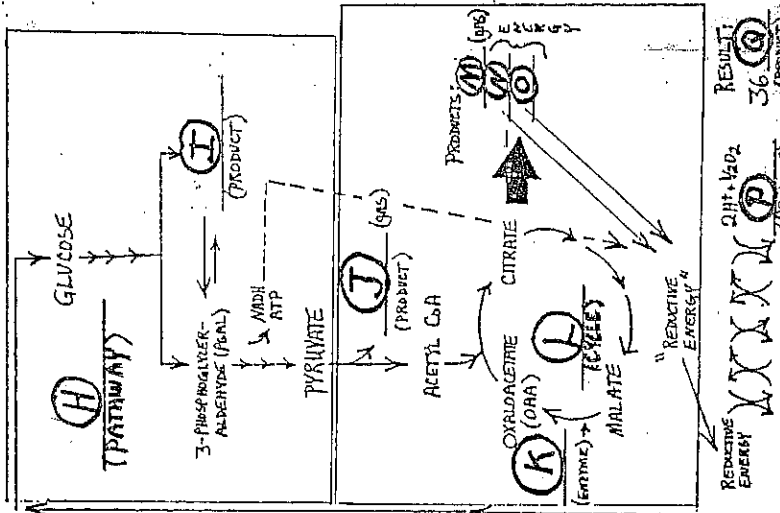 GLUCOSE
H
(PATHWAY)
I
(PRODUCT)
3-PHOSPHOGLYCER-
ALDEHYDE (PGAL)
NADH
ATP
PYRUVATE
J
(gas)
(PRODUCT)
ACETYL CoA
OXALOACETATE
(OAA)
CITRATE
PRODUCTS:
M
(gas)
N
O
ENERGY
K
(ENZYME)
L
(CYCLE)
MALATE
"REDUCTIVE
ENERGY"
REDUCTIVE
ENERGY
2H+ + ½O2
P
RESULT:
36
Q